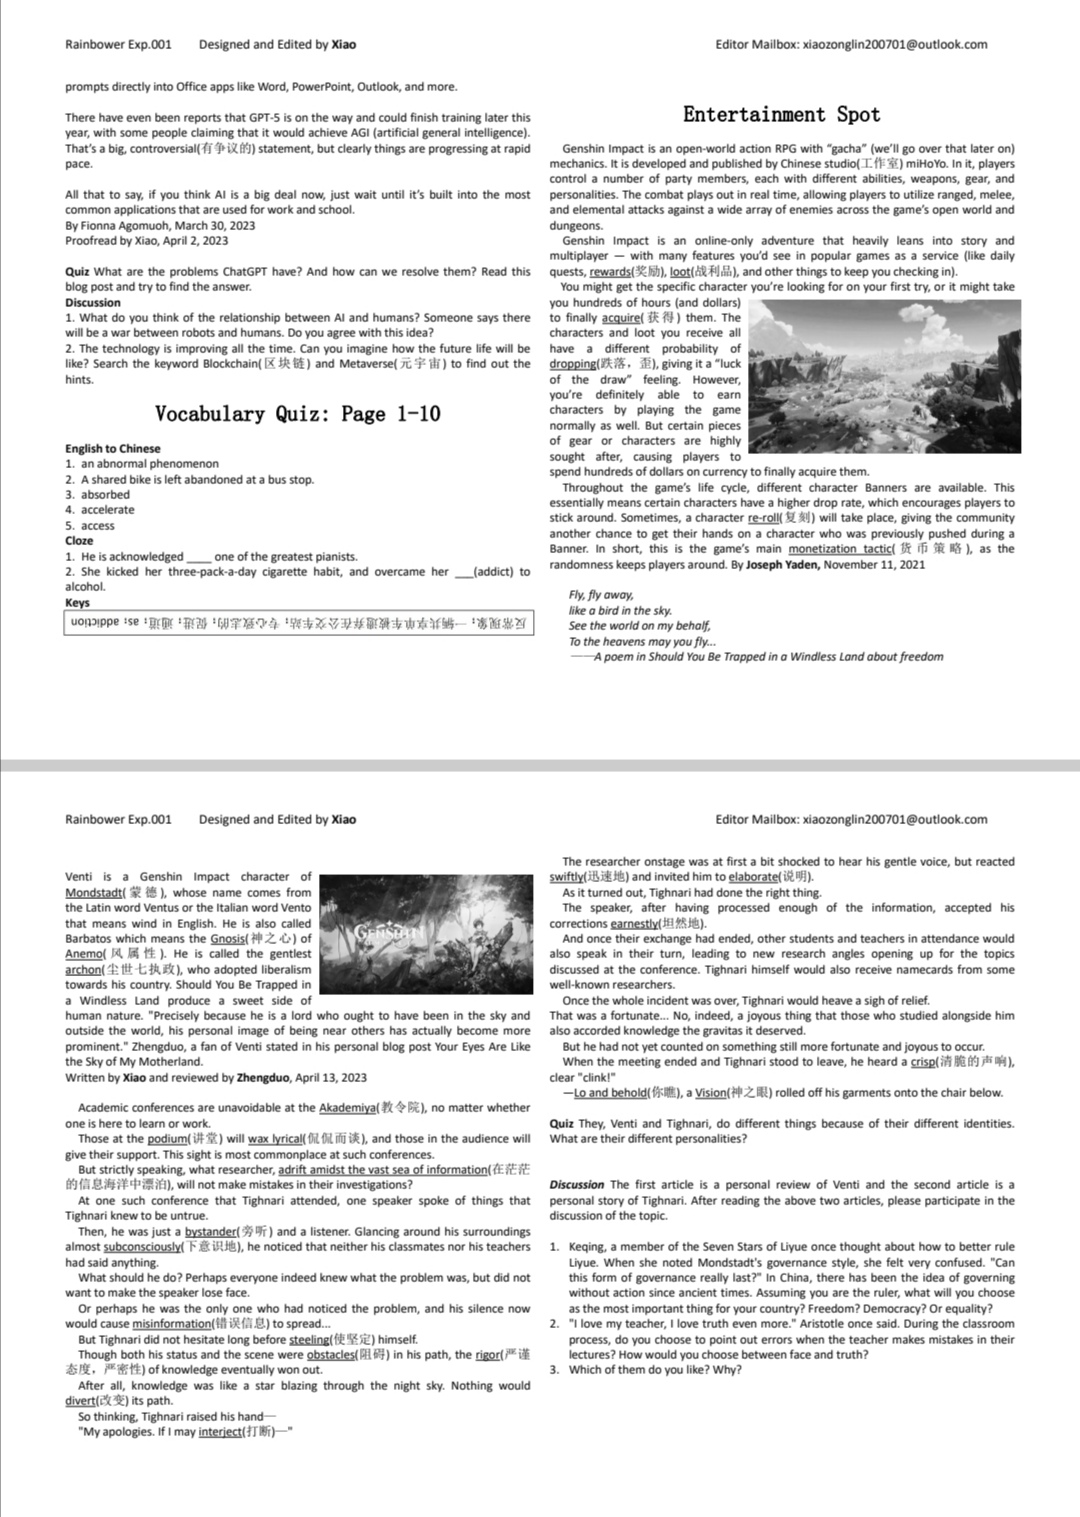 Rainbower Exp.001 Designed and Edited by Xiao
Editor Mailbox: xiaozonglin200701@outlook.com
prompts directly into Office apps like Word, PowerPoint, Outlook, and more.
There have even been reports that GPT-5 is on the way and could finish training later this
year, with some people claiming that it would achieve AGI (artificial general intelligence).
That's a big, controversial(有争议的) statement, but clearly things are progressing at rapid
pace.
All that to say, if you think AI is a big deal now, just wait until it's built into the most
common applications that are used for work and school.
By Fionna Agomuoh, March 30, 2023
Proofread by Xiao, April 2, 2023
Quiz What are the problems ChatGPT have? And how can we resolve them? Read this
blog post and try to find the answer.
Discussion
1. What do you think of the relationship between AI and humans? Someone says there
will be a war between robots and humans. Do you agree with this idea?
2. The technology is improving all the time. Can you imagine how the future life will be
like? Search the keyword Blockchain(区块链) and Metaverse(元宇宙) to find out the
hints.
Vocabulary Quiz: Page 1-10
English to Chinese
1. an abnormal phenomenon
2. A shared bike is left abandoned at a bus stop.
3. absorbed
4. accelerate
5. access
Cloze
1. He is acknowledged ____ one of the greatest pianists.
2. She kicked her three-pack-a-day cigarette habit, and overcame her ___(addict) to
alcohol.
Keys
反常现象; 一辆共享单车被遗弃在公交车站; 专心致志的; 促进; 通道; as; addiction
Entertainment Spot
Genshin Impact is an open-world action RPG with “gacha” (we'll go over that later on)
mechanics. It is developed and published by Chinese studio(工作室) miHoYo. In it, players
control a number of party members, each with different abilities, weapons, gear, and
personalities. The combat plays out in real time, allowing players to utilize ranged, melee,
and elemental attacks against a wide array of enemies across the game's open world and
dungeons.
Genshin Impact is an online-only adventure that heavily leans into story and
multiplayer — with many features you'd see in popular games as a service (like daily
quests, rewards(奖励), loot(战利品), and other things to keep you checking in).
You might get the specific character you're looking for on your first try, or it might take
you hundreds of hours (and dollars)
to finally acquire(获得) them. The
characters and loot you receive all
have a different probability of
dropping(跌落，歪), giving it a “luck
of the draw” feeling. However,
you're definitely able to earn
characters by playing the game
normally as well. But certain pieces
of gear or characters are highly
sought after, causing players to
spend hundreds of dollars on currency to finally acquire them.
Throughout the game's life cycle, different character Banners are available. This
essentially means certain characters have a higher drop rate, which encourages players to
stick around. Sometimes, a character re-roll(复刻) will take place, giving the community
another chance to get their hands on a character who was previously pushed during a
Banner. In short, this is the game's main monetization tactic(货币策略), as the
randomness keeps players around. By Joseph Yaden, November 11, 2021
Fly, fly away,
like a bird in the sky.
See the world on my behalf,
To the heavens may you fly...
——A poem in Should You Be Trapped in a Windless Land about freedom
Rainbower Exp.001 Designed and Edited by Xiao
Editor Mailbox: xiaozonglin200701@outlook.com
Venti is a Genshin Impact character of
Mondstadt(蒙德), whose name comes from
the Latin word Ventus or the Italian word Vento
that means wind in English. He is also called
Barbatos which means the Gnosis(神之心) of
Anemo(风属性). He is called the gentlest
archon(尘世七执政), who adopted liberalism
towards his country. Should You Be Trapped in
a Windless Land produce a sweet side of
human nature. "Precisely because he is a lord who ought to have been in the sky and
outside the world, his personal image of being near others has actually become more
prominent." Zhengduo, a fan of Venti stated in his personal blog post Your Eyes Are Like
the Sky of My Motherland.
Written by Xiao and reviewed by Zhengduo, April 13, 2023
GENSHIN
Academic conferences are unavoidable at the Akademiya(教令院), no matter whether
one is here to learn or work.
Those at the podium(讲堂) will wax lyrical(侃侃而谈), and those in the audience will
give their support. This sight is most commonplace at such conferences.
But strictly speaking, what researcher, adrift amidst the vast sea of information(在茫茫
的信息海洋中漂泊), will not make mistakes in their investigations?
At one such conference that Tighnari attended, one speaker spoke of things that
Tighnari knew to be untrue.
Then, he was just a bystander(旁听) and a listener. Glancing around his surroundings
almost subconsciously(下意识地), he noticed that neither his classmates nor his teachers
had said anything.
What should he do? Perhaps everyone indeed knew what the problem was, but did not
want to make the speaker lose face.
Or perhaps he was the only one who had noticed the problem, and his silence now
would cause misinformation(错误信息) to spread...
But Tighnari did not hesitate long before steeling(使坚定) himself.
Though both his status and the scene were obstacles(阻碍) in his path, the rigor(严谨
态度，严密性) of knowledge eventually won out.
After all, knowledge was like a star blazing through the night sky. Nothing would
divert(改变) its path.
So thinking, Tighnari raised his hand—
"My apologies. If I may interject(打断)—"
The researcher onstage was at first a bit shocked to hear his gentle voice, but reacted
swiftly(迅速地) and invited him to elaborate(说明).
As it turned out, Tighnari had done the right thing.
The speaker, after having processed enough of the information, accepted his
corrections earnestly(坦然地).
And once their exchange had ended, other students and teachers in attendance would
also speak in their turn, leading to new research angles opening up for the topics
discussed at the conference. Tighnari himself would also receive namecards from some
well-known researchers.
Once the whole incident was over, Tighnari would heave a sigh of relief.
That was a fortunate... No, indeed, a joyous thing that those who studied alongside him
also accorded knowledge the gravitas it deserved.
But he had not yet counted on something still more fortunate and joyous to occur.
When the meeting ended and Tighnari stood to leave, he heard a crisp(清脆的声响),
clear "clink!"
—Lo and behold(你瞧), a Vision(神之眼) rolled off his garments onto the chair below.
Quiz They, Venti and Tighnari, do different things because of their different identities.
What are their different personalities?
Discussion The first article is a personal review of Venti and the second article is a
personal story of Tighnari. After reading the above two articles, please participate in the
discussion of the topic.
1. Keqing, a member of the Seven Stars of Liyue once thought about how to better rule
Liyue. When she noted Mondstadt's governance style, she felt very confused. "Can
this form of governance really last?" In China, there has been the idea of governing
without action since ancient times. Assuming you are the ruler, what will you choose
as the most important thing for your country? Freedom? Democracy? Or equality?
2. "I love my teacher, I love truth even more." Aristotle once said. During the classroom
process, do you choose to point out errors when the teacher makes mistakes in their
lectures? How would you choose between face and truth?
3. Which of them do you like? Why?